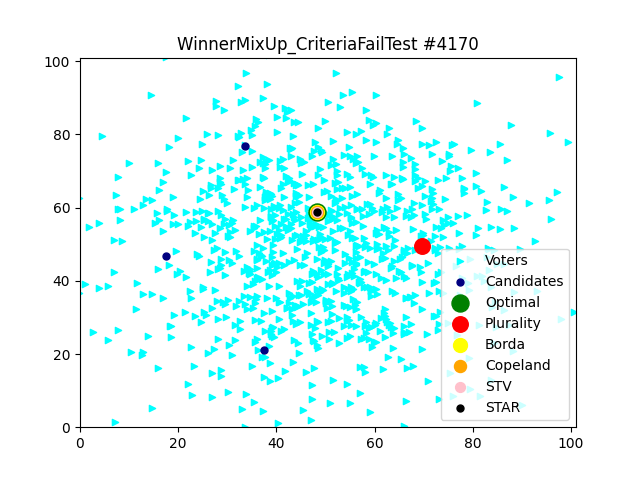 WinnerMixUp_CriteriaFailTest #4170
100
80
60
40
20
0
0 20 40 60 80 100
Voters
Candidates
Optimal
Plurality
Borda
Copeland
STV
STAR